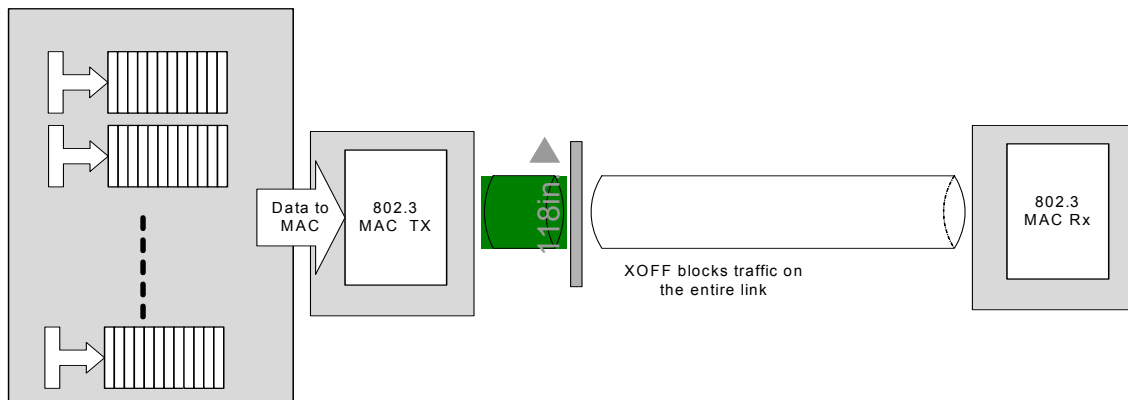 Data to
MAC
802.3
MAC TX
118in
XOFF blocks traffic on
the entire link
802.3
MAC Rx